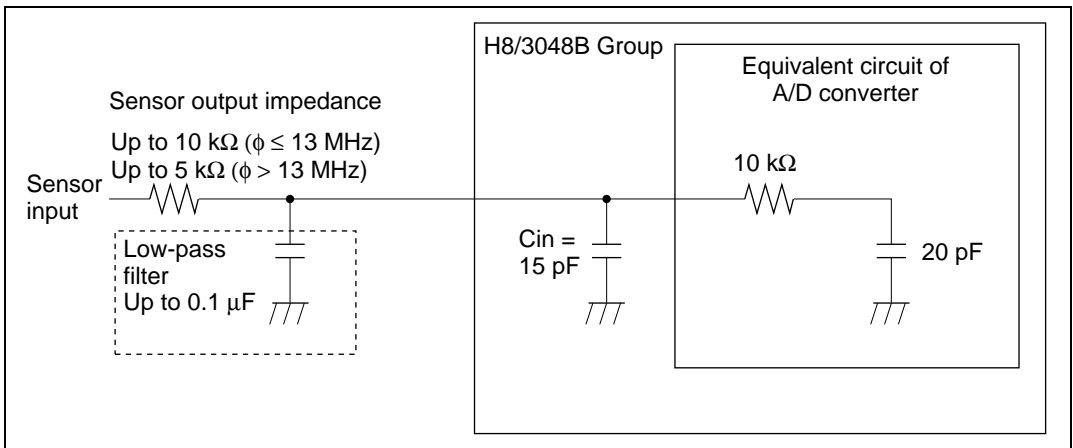 H8/3048B Group
Equivalent circuit of
A/D converter
Sensor output impedance
Up to 10 kΩ (ϕ ≤ 13 MHz)
Up to 5 kΩ (ϕ > 13 MHz)
10 kΩ
Sensor
input
Low-pass
filter
Up to 0.1 μF
Cin =
15 pF
20 pF